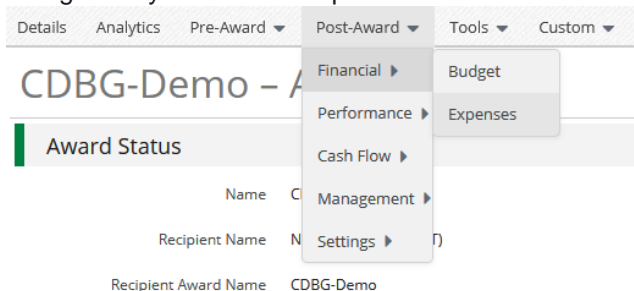 Details Analytics Pre-Award Post-Award Tools Custom
CDBG-Demo –
Financial Budget
Performance Expenses
Award Status
Cash Flow
Name Management
Recipient Name Settings
Recipient Award Name CDBG-Demo